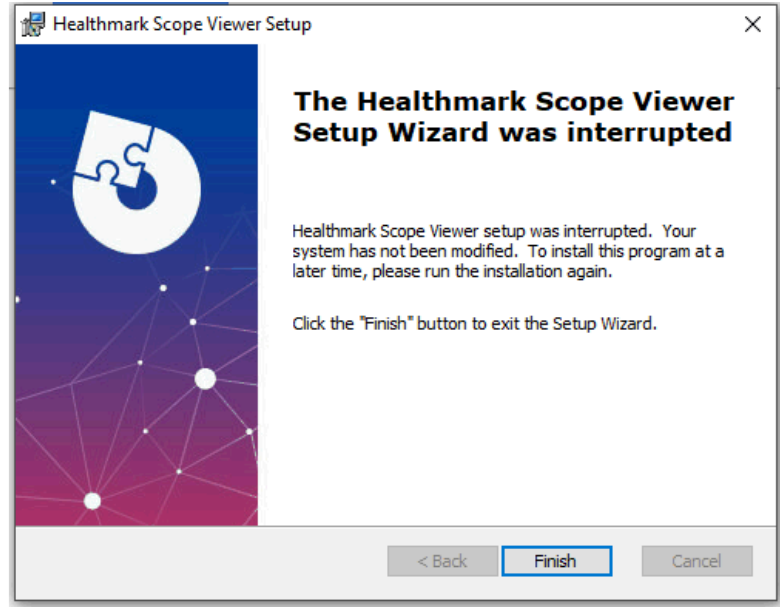 Healthmark Scope Viewer Setup
The Healthmark Scope Viewer
Setup Wizard was interrupted
Healthmark Scope Viewer setup was interrupted. Your
system has not been modified. To install this program at a
later time, please run the installation again.
Click the "Finish" button to exit the Setup Wizard.
< Back Finish Cancel